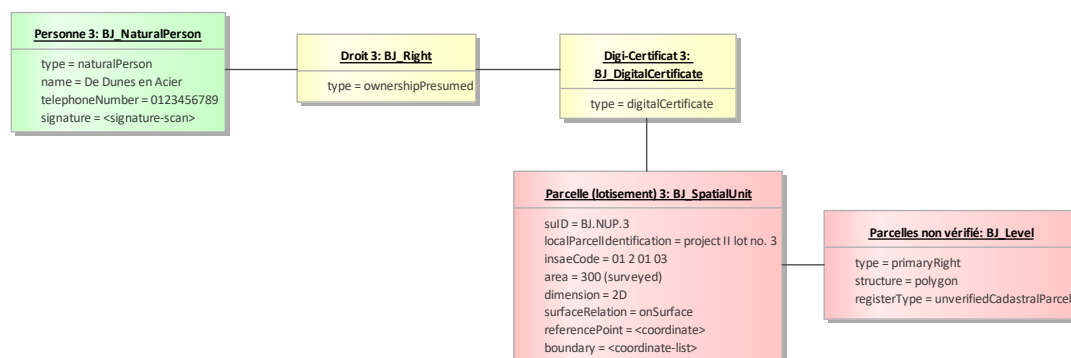 Personne 3: BJ_NaturalPerson
type = naturalPerson
name = De Dunes en Acier
telephoneNumber = 0123456789
signature = <signature-scan>
Droit 3: BJ_Right
type = ownershipPresumed
Digi-Certificat 3:
BJ_DigitalCertificate
type = digitalCertificate
Parcelle (lotisement) 3: BJ_SpatialUnit
suID = BJ.NUP.3
localParcelIdentification = project II lot no. 3
insaeCode = 01 2 01 03
area = 300 (surveyed)
dimension = 2D
surfaceRelation = onSurface
referencePoint = <coordinate>
boundary = <coordinate-list>
Parcelles non vérifié: BJ_Level
type = primaryRight
structure = polygon
registerType = unverifiedCadastralParcel